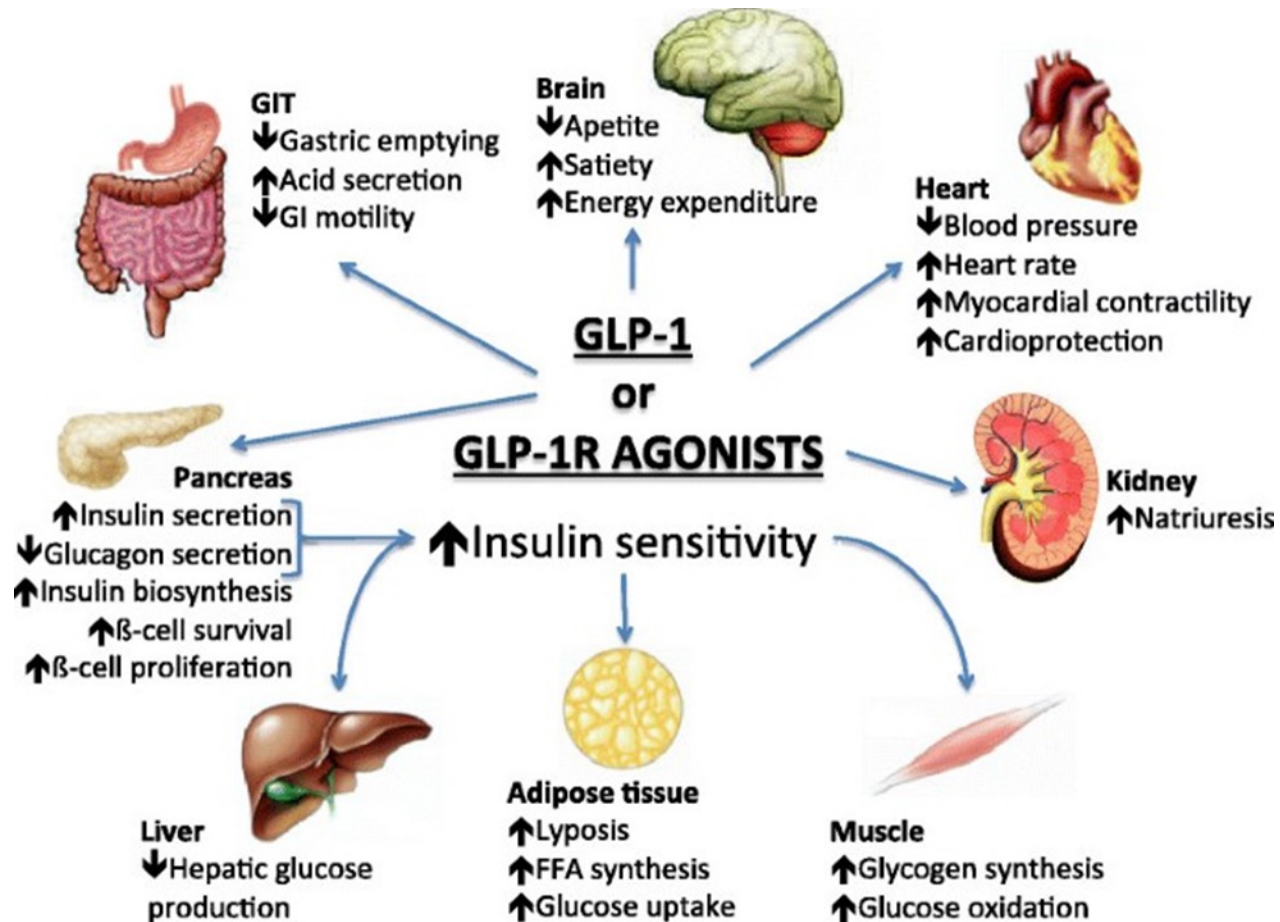 GIT
↓Gastric emptying
↑Acid secretion
↓GI motility
Brain
↓Apetite
↑Satiety
↑Energy expenditure
Heart
↓Blood pressure
↑Heart rate
↑Myocardial contractility
↑Cardioprotection
GLP-1
or
GLP-1R AGONISTS
Pancreas
↑Insulin secretion
↓Glucagon secretion
↑Insulin biosynthesis
↑ß-cell survival
↑ß-cell proliferation
↑Insulin sensitivity
Kidney
↑Natriuresis
Liver
↓Hepatic glucose
production
Adipose tissue
↑Lyposis
↑FFA synthesis
↑Glucose uptake
Muscle
↑Glycogen synthesis
↑Glucose oxidation